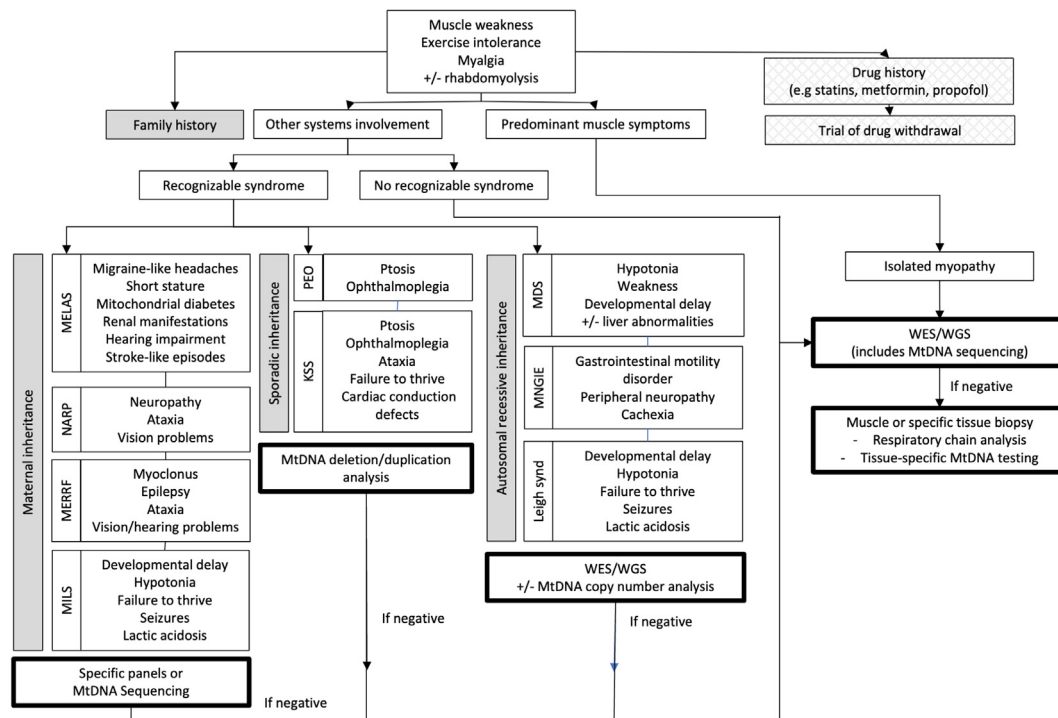 Muscle weakness
Exercise intolerance
Myalgia
+/- rhabdomyolysis
Drug history
(e.g statins, metformin, propofol)
Trial of drug withdrawal
Family history
Other systems involvement
Predominant muscle symptoms
Recognizable syndrome
No recognizable syndrome
Maternal inheritance
MELAS
Migraine-like headaches
Short stature
Mitochondrial diabetes
Renal manifestations
Hearing impairment
Stroke-like episodes
NARP
Neuropathy
Ataxia
Vision problems
MERRF
Myoclonus
Epilepsy
Ataxia
Vision/hearing problems
MILS
Developmental delay
Hypotonia
Failure to thrive
Seizures
Lactic acidosis
Specific panels or
MtDNA Sequencing
If negative
Sporadic inheritance
PEO
Ptosis
Ophthalmoplegia
KSS
Ptosis
Ophthalmoplegia
Ataxia
Failure to thrive
Cardiac conduction
defects
MtDNA deletion/duplication
analysis
If negative
Autosomal recessive inheritance
MDS
Hypotonia
Weakness
Developmental delay
+/- liver abnormalities
MNGIE
Gastrointestinal motility
disorder
Peripheral neuropathy
Cachexia
Leigh synd
Developmental delay
Hypotonia
Failure to thrive
Seizures
Lactic acidosis
WES/WGS
+/- MtDNA copy number analysis
If negative
Isolated myopathy
WES/WGS
(includes MtDNA sequencing)
If negative
Muscle or specific tissue biopsy
- Respiratory chain analysis
- Tissue-specific MtDNA testing